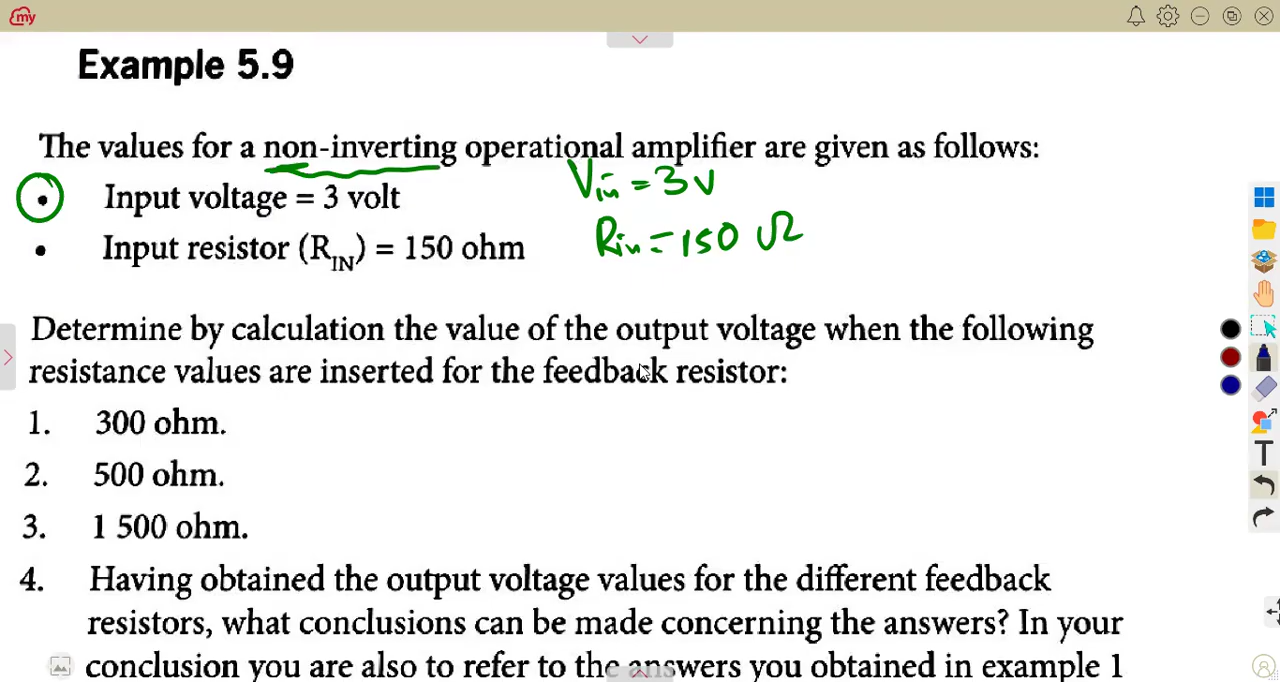 my
Example 5.9
The values for a non-inverting operational amplifier are given as follows:
• Input voltage = 3 volt
Vin = 3 V
• Input resistor (RIN) = 150 ohm
Rin = 150 Ω
Determine by calculation the value of the output voltage when the following
resistance values are inserted for the feedback resistor:
1. 300 ohm.
2. 500 ohm.
3. 1 500 ohm.
4. Having obtained the output voltage values for the different feedback
resistors, what conclusions can be made concerning the answers? In your
conclusion you are also to refer to the answers you obtained in example 1
T